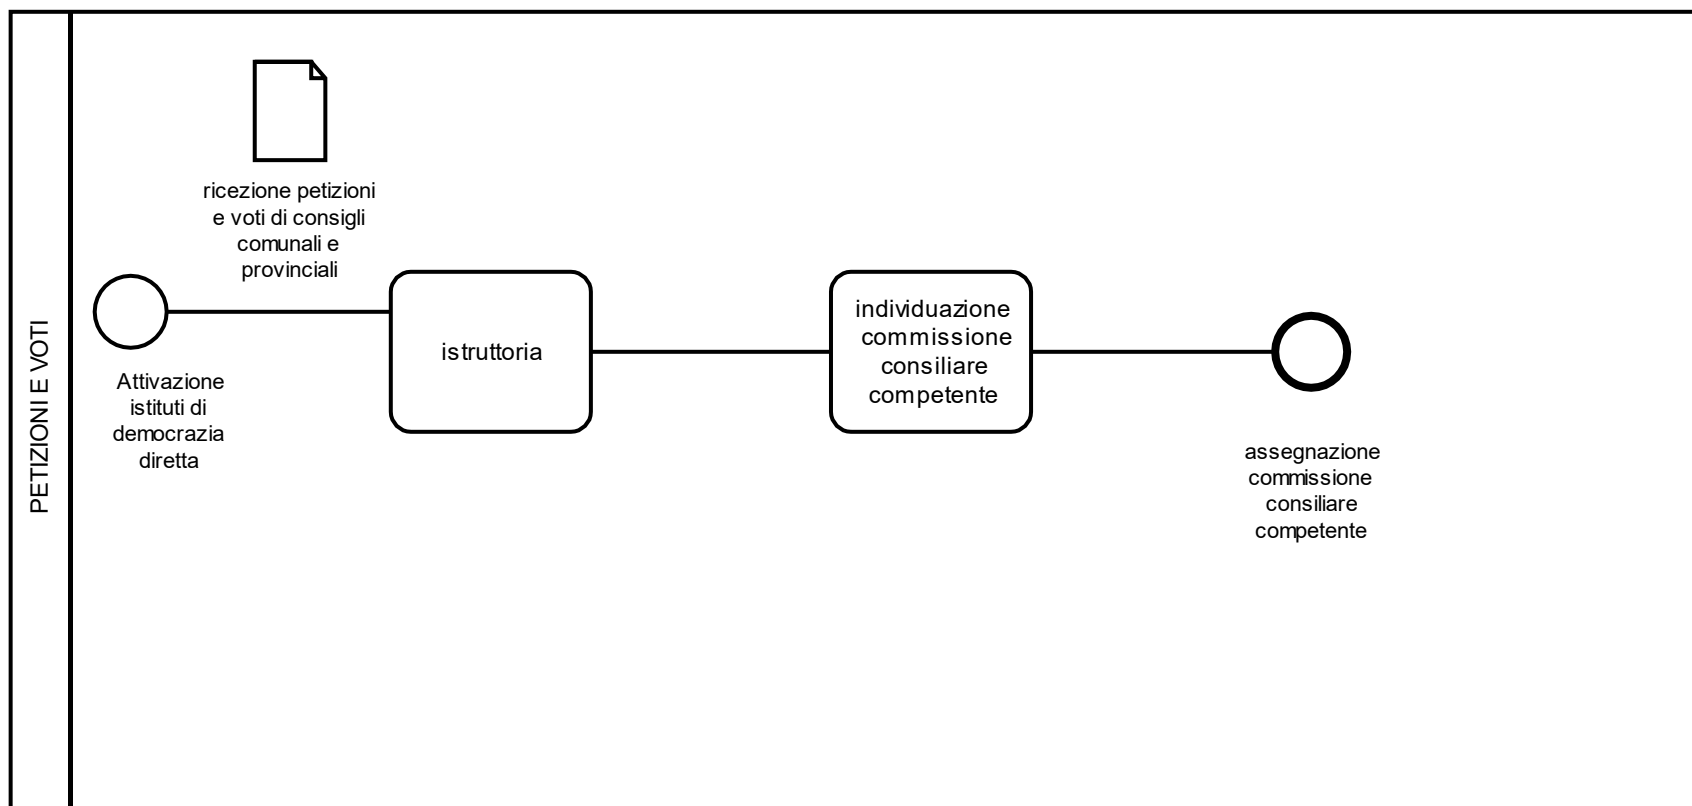 PETIZIONI E VOTI
ricezione petizioni
e voti di consigli
comunali e
provinciali
Attivazione
istituti di
democrazia
diretta
istruttoria
individuazione
commissione
consiliare
competente
assegnazione
commissione
consiliare
competente